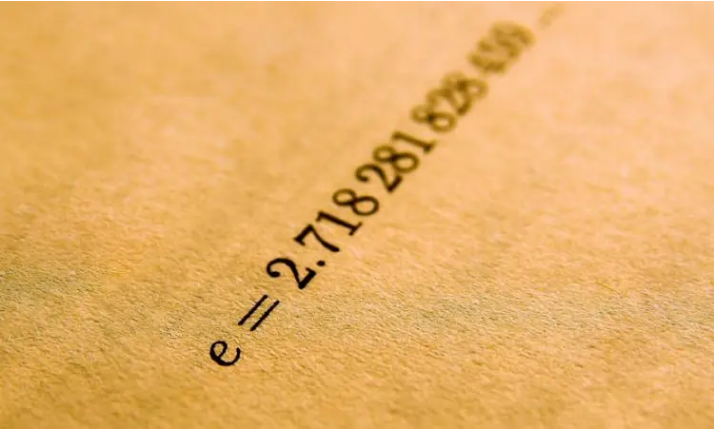 e = 2.718 281 828 459 ...